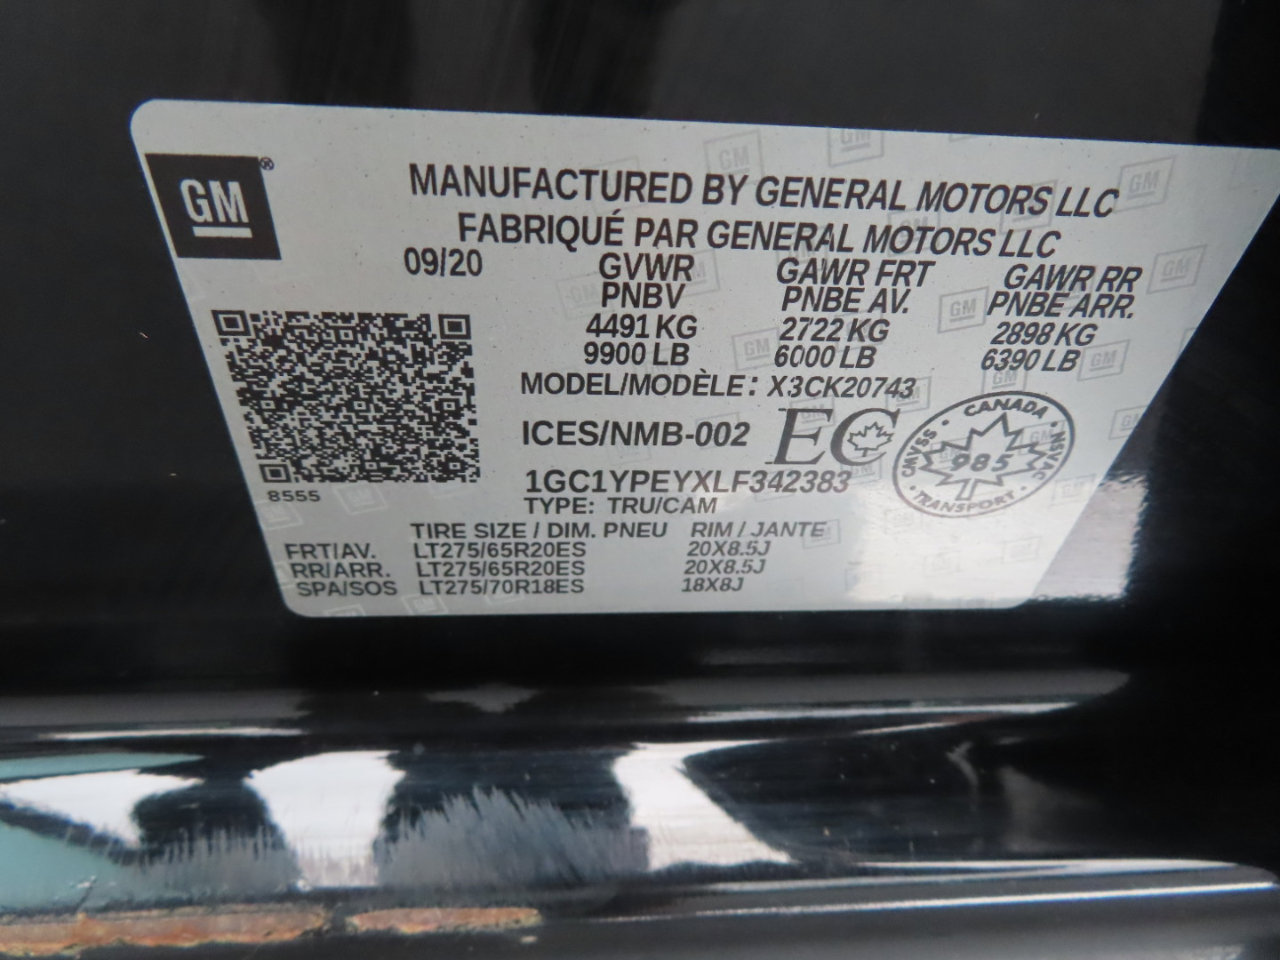 GM®
MANUFACTURED BY GENERAL MOTORS LLC
FABRIQUÉ PAR GENERAL MOTORS LLC
09/20
GVWR GAWR FRT GAWR RR
PNBV PNBE AV. PNBE ARR.
4491 KG 2722 KG 2898 KG
9900 LB 6000 LB 6390 LB
MODEL/MODÈLE: X3CK20743
ICES/NMB-002 EC
CANADA
CMVSS 985 NSVAC
TRANSPORT
1GC1YPEYXLF342383
8555
TYPE: TRU/CAM
TIRE SIZE / DIM. PNEU RIM / JANTE
FRT/AV. LT275/65R20ES 20X8.5J
RR/ARR. LT275/65R20ES 20X8.5J
SPA/SOS LT275/70R18ES 18X8J